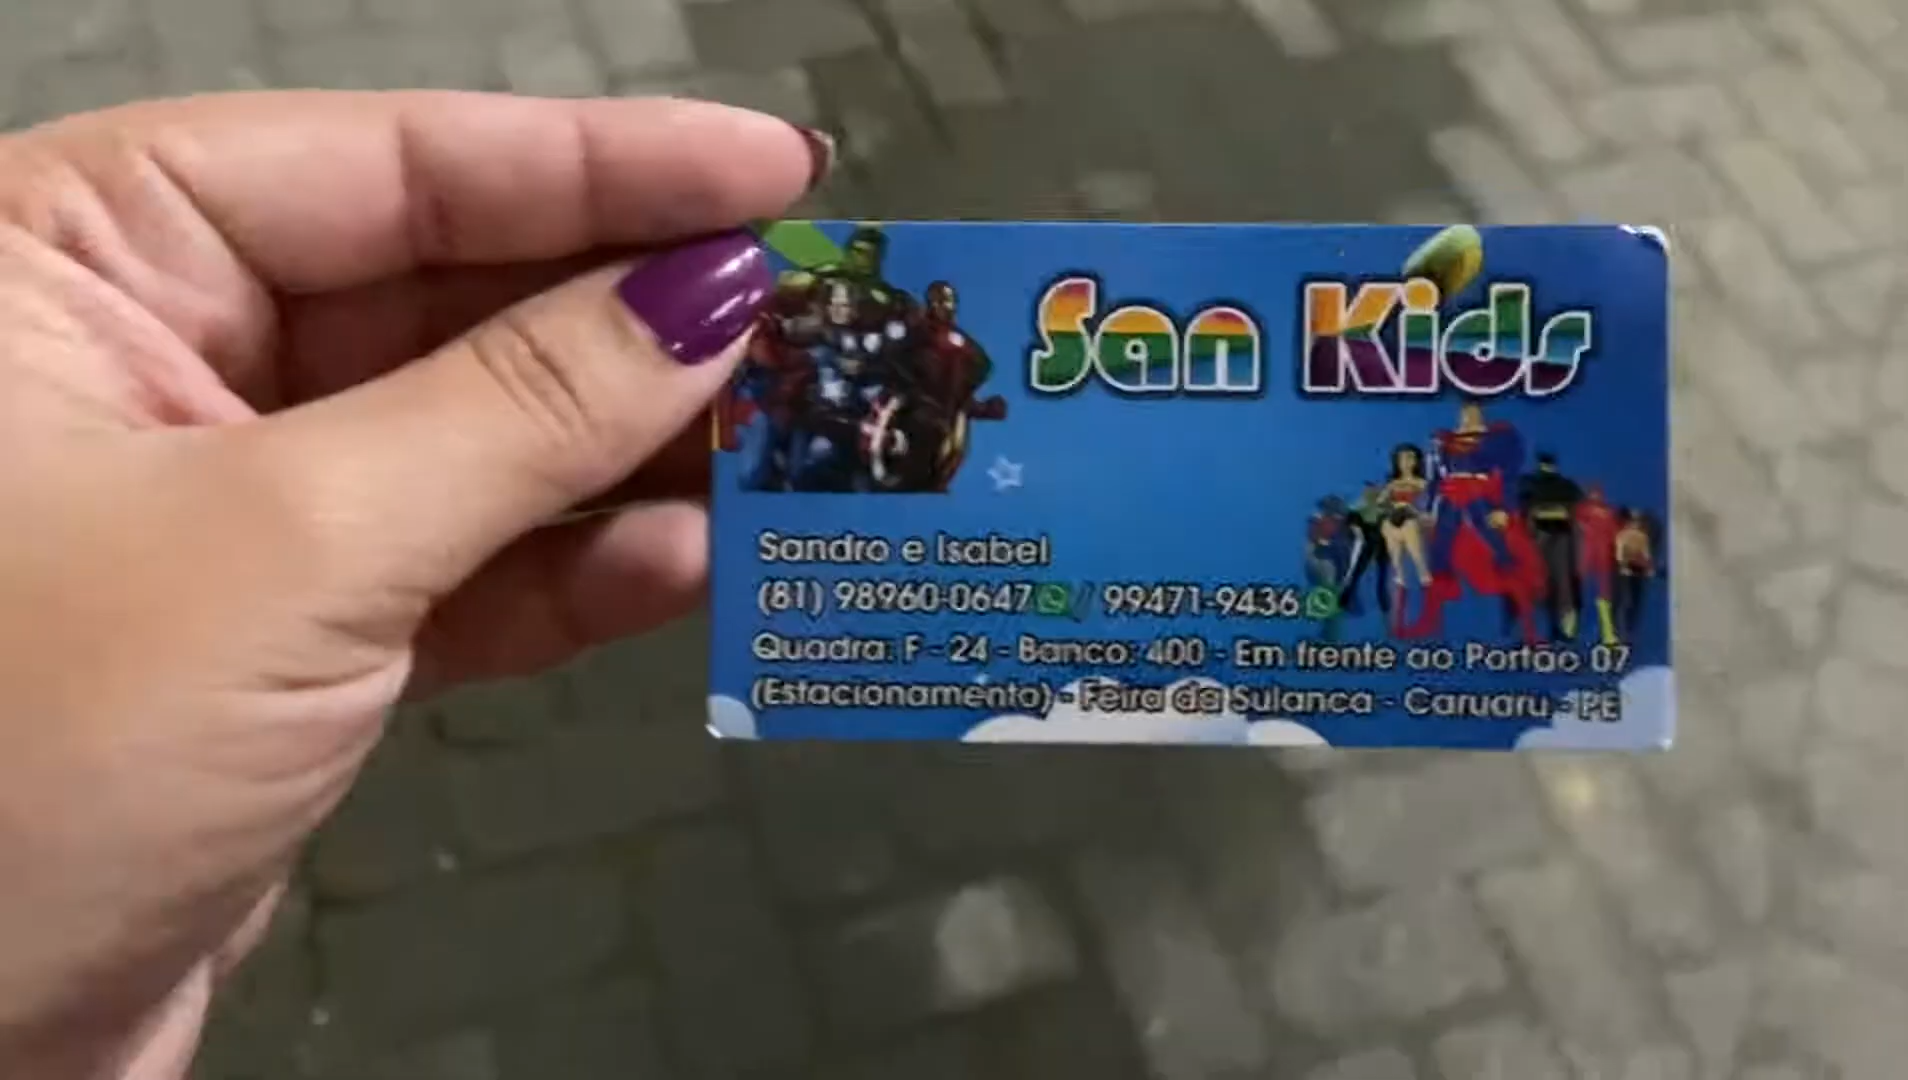 San Kids
Sandro e Isabel
(81) 98960-0647 / 99471-9436
Quadra: F - 24 - Banco: 400 - Em frente ao Portão 07
(Estacionamento) - Feira da Sulanca - Caruaru - PE